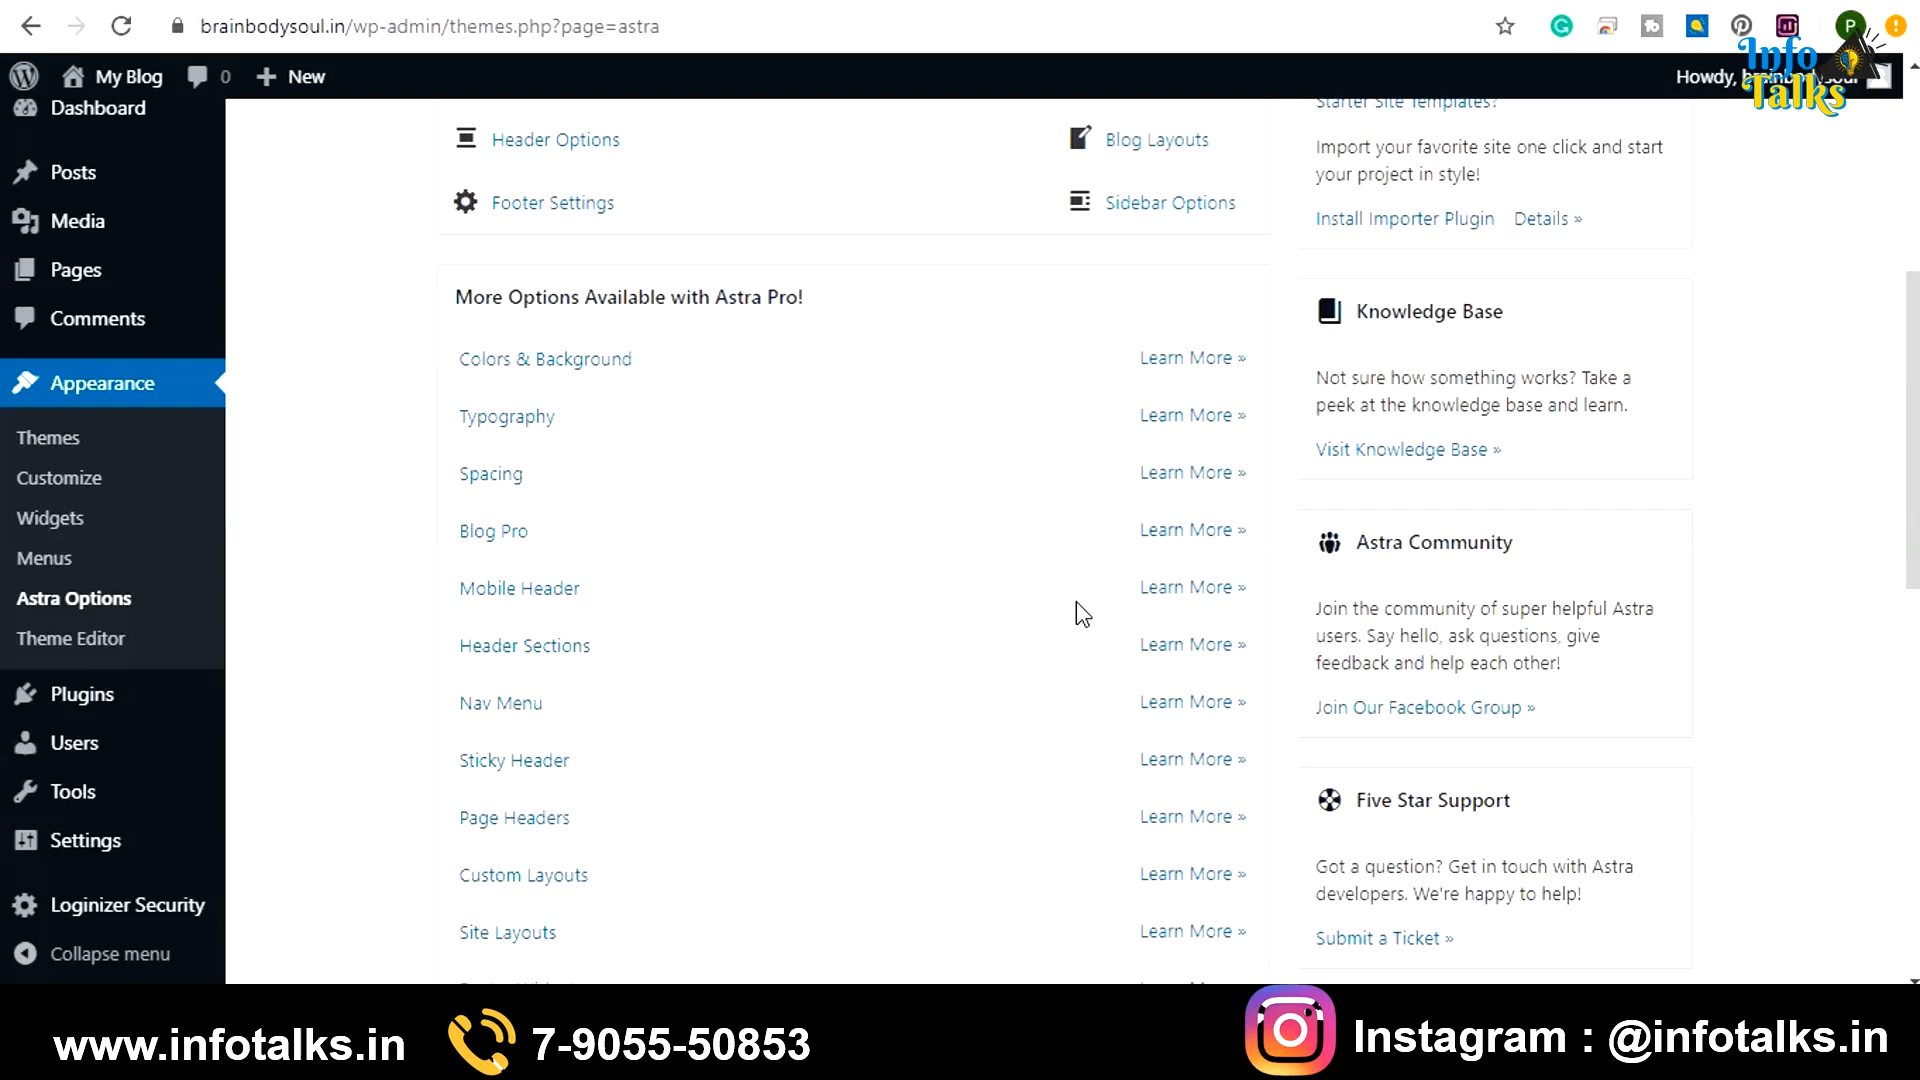 brainbodysoul.in/wp-admin/themes.php?page=astra
P
My Blog
0
New
Howdy,
Info
Talks
Dashboard
Posts
Media
Pages
Comments
Appearance
Themes
Customize
Widgets
Menus
Astra Options
Theme Editor
Plugins
Users
Tools
Settings
Loginizer Security
Collapse menu
Header Options
Blog Layouts
Footer Settings
Sidebar Options
More Options Available with Astra Pro!
Colors & Background Learn More »
Typography Learn More »
Spacing Learn More »
Blog Pro Learn More »
Mobile Header Learn More »
Header Sections Learn More »
Nav Menu Learn More »
Sticky Header Learn More »
Page Headers Learn More »
Custom Layouts Learn More »
Site Layouts Learn More »
Starter Site Templates?
Import your favorite site one click and start
your project in style!
Install Importer Plugin Details »
Knowledge Base
Not sure how something works? Take a
peek at the knowledge base and learn.
Visit Knowledge Base »
Astra Community
Join the community of super helpful Astra
users. Say hello, ask questions, give
feedback and help each other!
Join Our Facebook Group »
Five Star Support
Got a question? Get in touch with Astra
developers. We're happy to help!
Submit a Ticket »
www.infotalks.in
7-9055-50853
Instagram : @infotalks.in